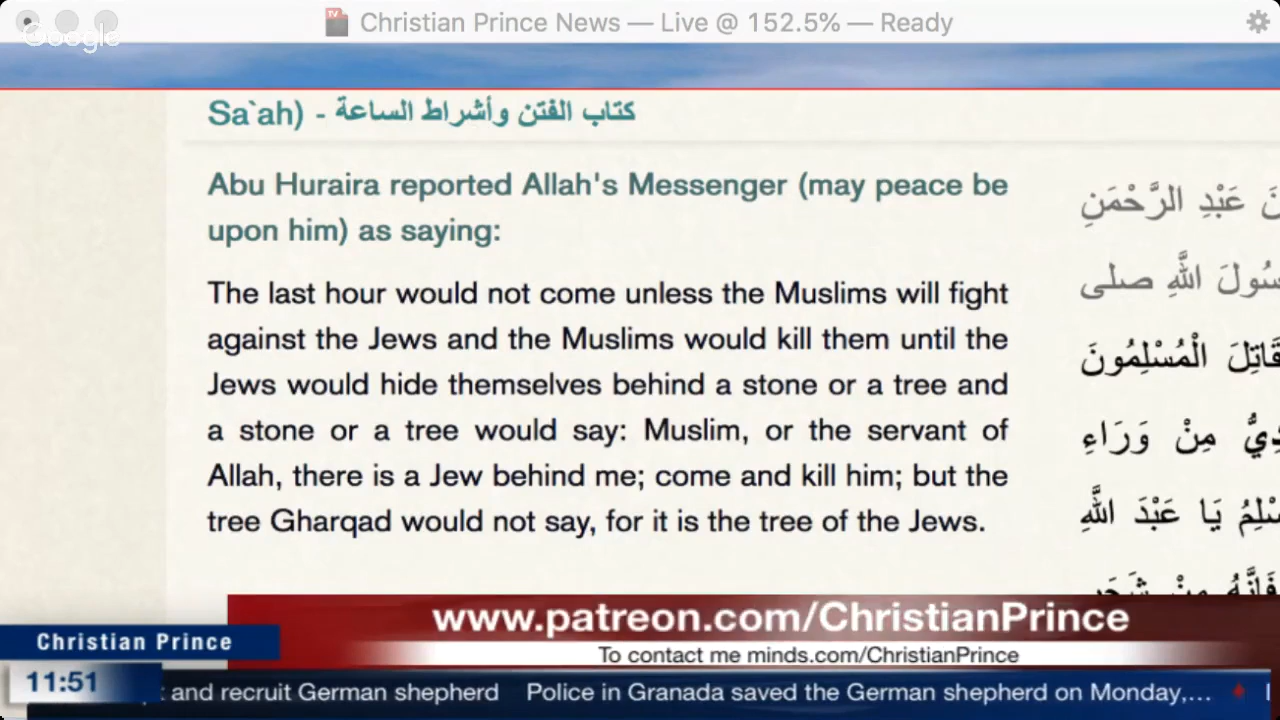 Christian Prince News — Live @ 152.5% — Ready
Google
Sa`ah) - كتاب الفتن وأشراط الساعة
Abu Huraira reported Allah's Messenger (may peace be
upon him) as saying:
The last hour would not come unless the Muslims will fight
against the Jews and the Muslims would kill them until the
Jews would hide themselves behind a stone or a tree and
a stone or a tree would say: Muslim, or the servant of
Allah, there is a Jew behind me; come and kill him; but the
tree Gharqad would not say, for it is the tree of the Jews.
عَبْدِ الرَّحْمَنِ
اللَّهِ صلى
الْمُسْلِمُونَ
مِنْ وَرَاءِ
يَا عَبْدَ اللَّهِ
www.patreon.com/ChristianPrince
To contact me minds.com/ChristianPrince
Christian Prince
11:51
and recruit German shepherd Police in Granada saved the German shepherd on Monday,...